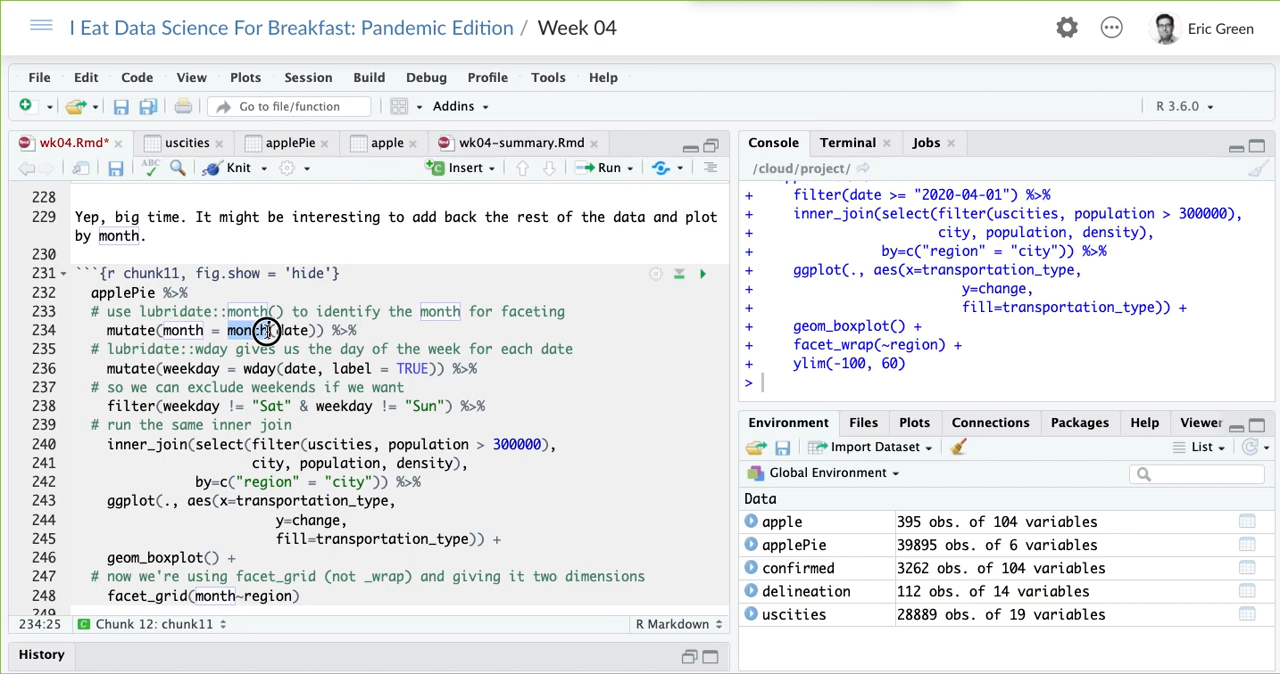 I Eat Data Science For Breakfast: Pandemic Edition / Week 04
Eric Green
File Edit Code View Plots Session Build Debug Profile Tools Help
Go to file/function
Addins
R 3.6.0
wk04.Rmd*
uscities
applePie
apple
wk04-summary.Rmd
ABC
Knit
Insert
Run
228
229 Yep, big time. It might be interesting to add back the rest of the data and plot
by month.
230
231 ```{r chunk11, fig.show = 'hide'}
232 applePie %>%
233 # use lubridate::month() to identify the month for faceting
234 mutate(month = month(date)) %>%
235 # lubridate::wday gives us the day of the week for each date
236 mutate(weekday = wday(date, label = TRUE)) %>%
237 # so we can exclude weekends if we want
238 filter(weekday != "Sat" & weekday != "Sun") %>%
239 # run the same inner join
240 inner_join(select(filter(uscities, population > 300000),
241 city, population, density),
242 by=c("region" = "city")) %>%
243 ggplot(., aes(x=transportation_type,
244 y=change,
245 fill=transportation_type)) +
246 geom_boxplot() +
247 # now we're using facet_grid (not _wrap) and giving it two dimensions
248 facet_grid(month~region)
249
234:25
Chunk 12: chunk11
R Markdown
History
Console
Terminal
Jobs
/cloud/project/
+ filter(date >= "2020-04-01") %>%
+ inner_join(select(filter(uscities, population > 300000),
+ city, population, density),
+ by=c("region" = "city")) %>%
+ ggplot(., aes(x=transportation_type,
+ y=change,
+ fill=transportation_type)) +
+ geom_boxplot() +
+ facet_wrap(~region) +
+ ylim(-100, 60)
>
Environment Files Plots Connections Packages Help Viewer
Import Dataset
List
Global Environment
Data
apple 395 obs. of 104 variables
applePie 39895 obs. of 6 variables
confirmed 3262 obs. of 104 variables
delineation 112 obs. of 14 variables
uscities 28889 obs. of 19 variables